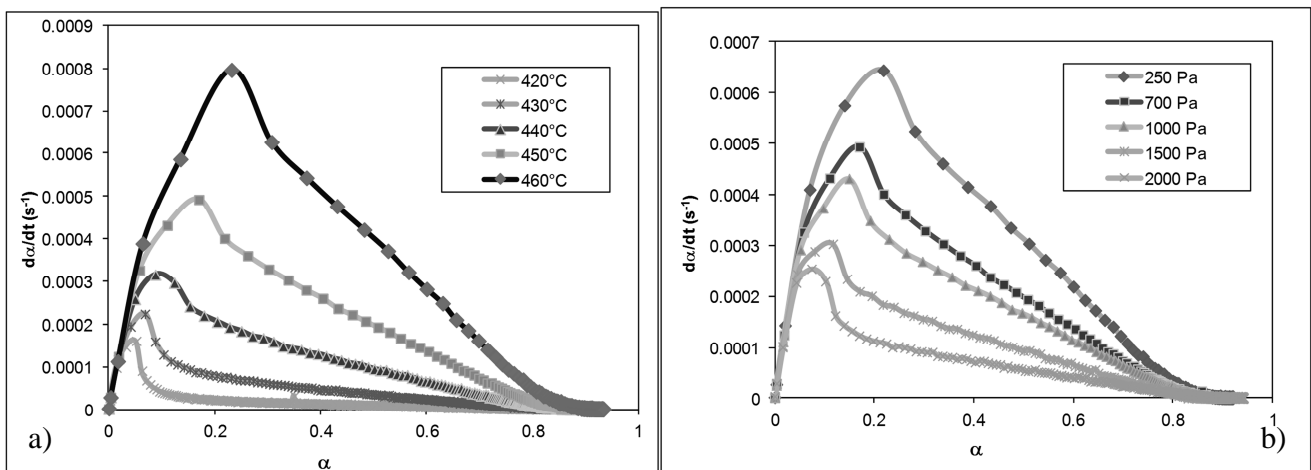 0.0009
0.0008
0.0007
0.0006
0.0005
0.0004
0.0003
0.0002
0.0001
0
dα/dt (s-1)
0 0.2 0.4 0.6 0.8 1
α
420°C
430°C
440°C
450°C
460°C
a)
0.0007
0.0006
0.0005
0.0004
0.0003
0.0002
0.0001
0
dα/dt (s-1)
0 0.2 0.4 0.6 0.8 1
α
250 Pa
700 Pa
1000 Pa
1500 Pa
2000 Pa
b)